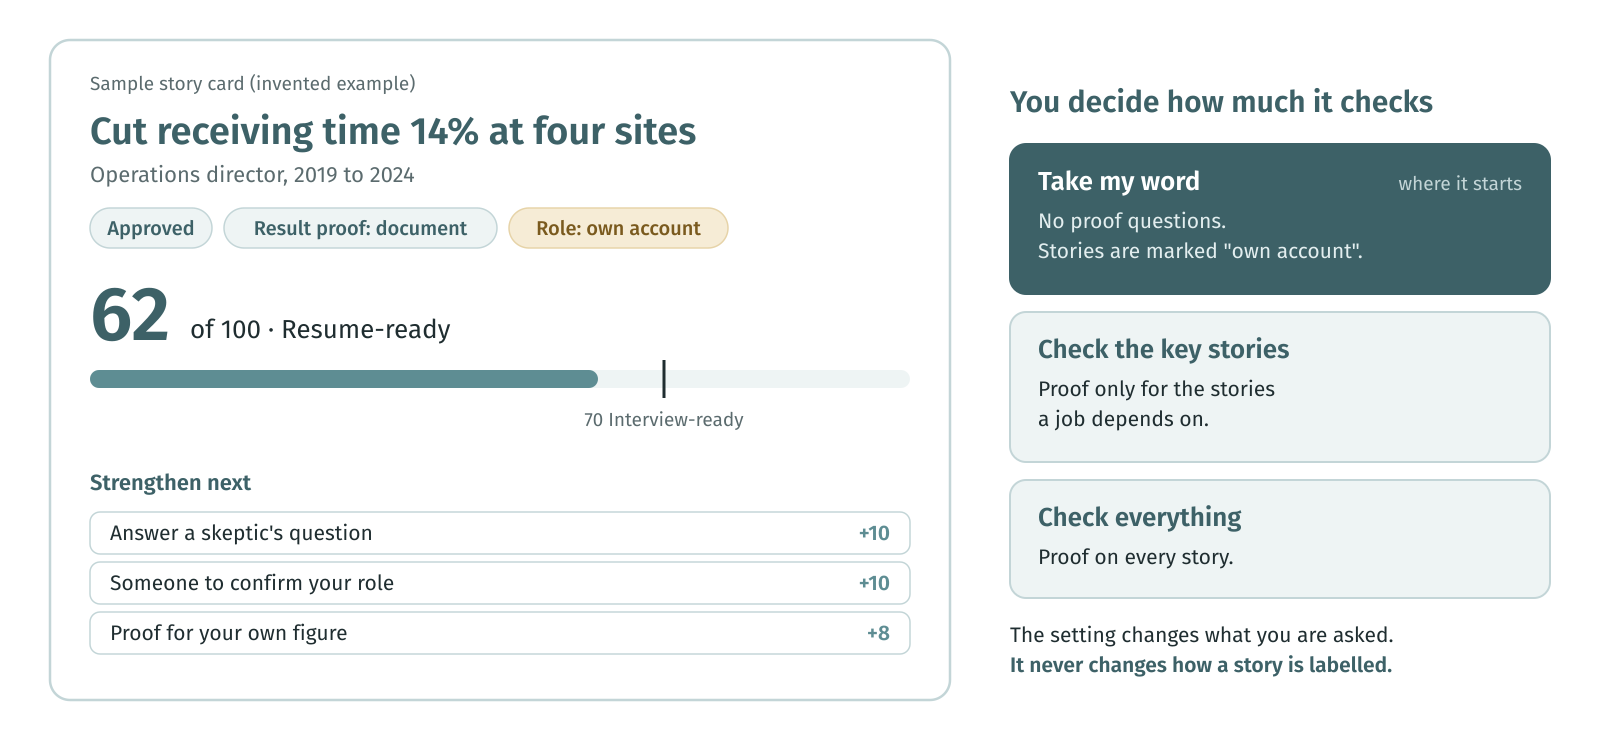 Sample story card (invented example)
Cut receiving time 14% at four sites
Operations director, 2019 to 2024
Approved
Result proof: document
Role: own account
62 of 100 · Resume-ready
70 Interview-ready
Strengthen next
Answer a skeptic's question +10
Someone to confirm your role +10
Proof for your own figure +8
You decide how much it checks
Take my word where it starts
No proof questions.
Stories are marked "own account".
Check the key stories
Proof only for the stories
a job depends on.
Check everything
Proof on every story.
The setting changes what you are asked.
It never changes how a story is labelled.